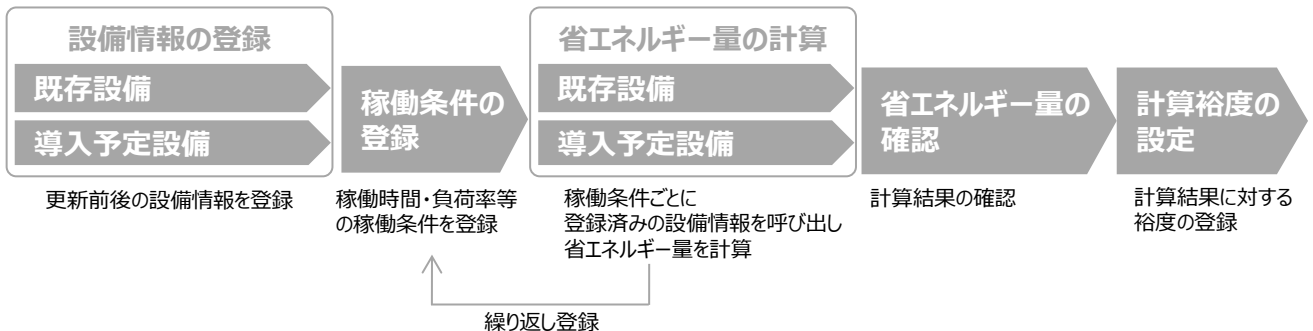 設備情報の登録
既存設備
導入予定設備
更新前後の設備情報を登録
稼働条件の
登録
稼働時間・負荷率等
の稼働条件を登録
省エネルギー量の計算
既存設備
導入予定設備
稼働条件ごとに
登録済みの設備情報を呼び出し
省エネルギー量を計算
省エネルギー量の
確認
計算結果の確認
計算裕度の
設定
計算結果に対する
裕度の登録
繰り返し登録